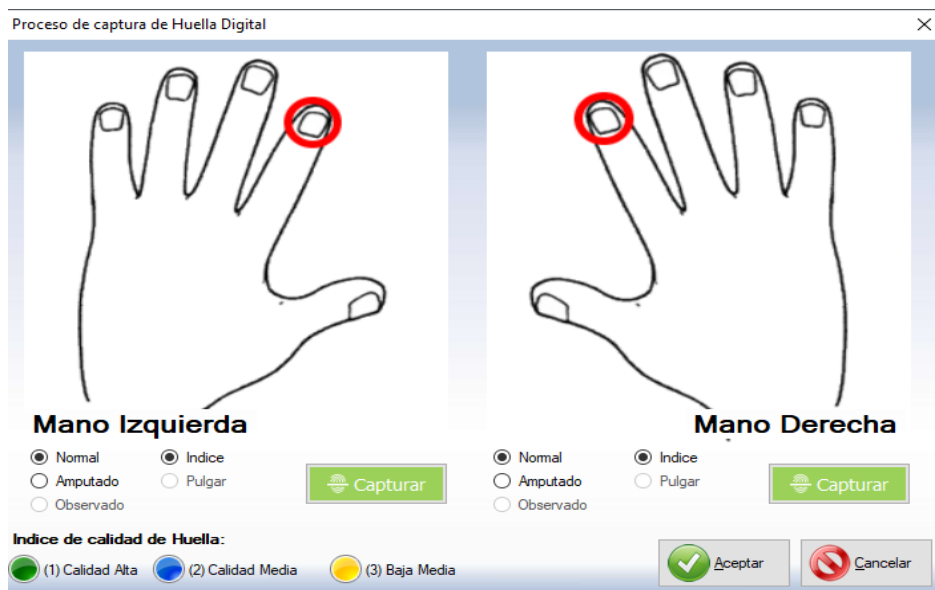 Proceso de captura de Huella Digital
Mano Izquierda
Mano Derecha
Normal
Indice
Amputado
Pulgar
Capturar
Observado
Normal
Indice
Amputado
Pulgar
Capturar
Observado
Indice de calidad de Huella:
(1) Calidad Alta
(2) Calidad Media
(3) Baja Media
Aceptar
Cancelar